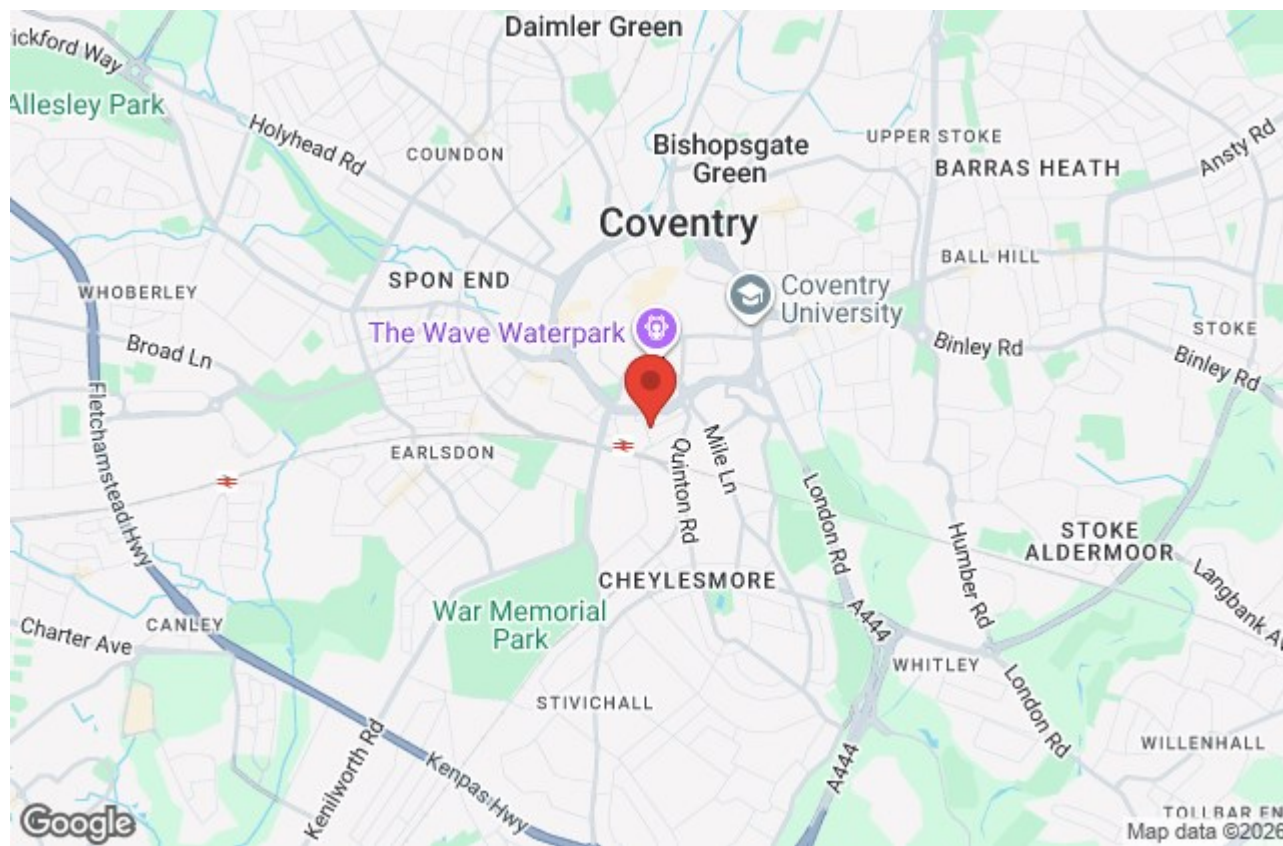 Daimler Green
rickford Way
Allesley Park
Holyhead Rd
COUNDON
Bishopsgate
Green
UPPER STOKE
BARRAS HEATH
Ansty Rd
Coventry
SPON END
WHOBERLEY
BALL HILL
Coventry
University
The Wave Waterpark
STOKE
Broad Ln
Binley Rd
Binley Rd
Fletchamstead Hwy
EARLSDON
Quinton Rd
Mile Ln
London Rd
Humber Rd
STOKE
ALDERMOOR
CHEYLESMORE
Langbank Av
War Memorial
Park
A444
Charter Ave
CANLEY
WHITLEY
London Rd
STIVICHALL
WILLENHALL
A444
Kenpas Hwy
Kenilworth Rd
TOLLBAR EN
Google
Map data ©2026